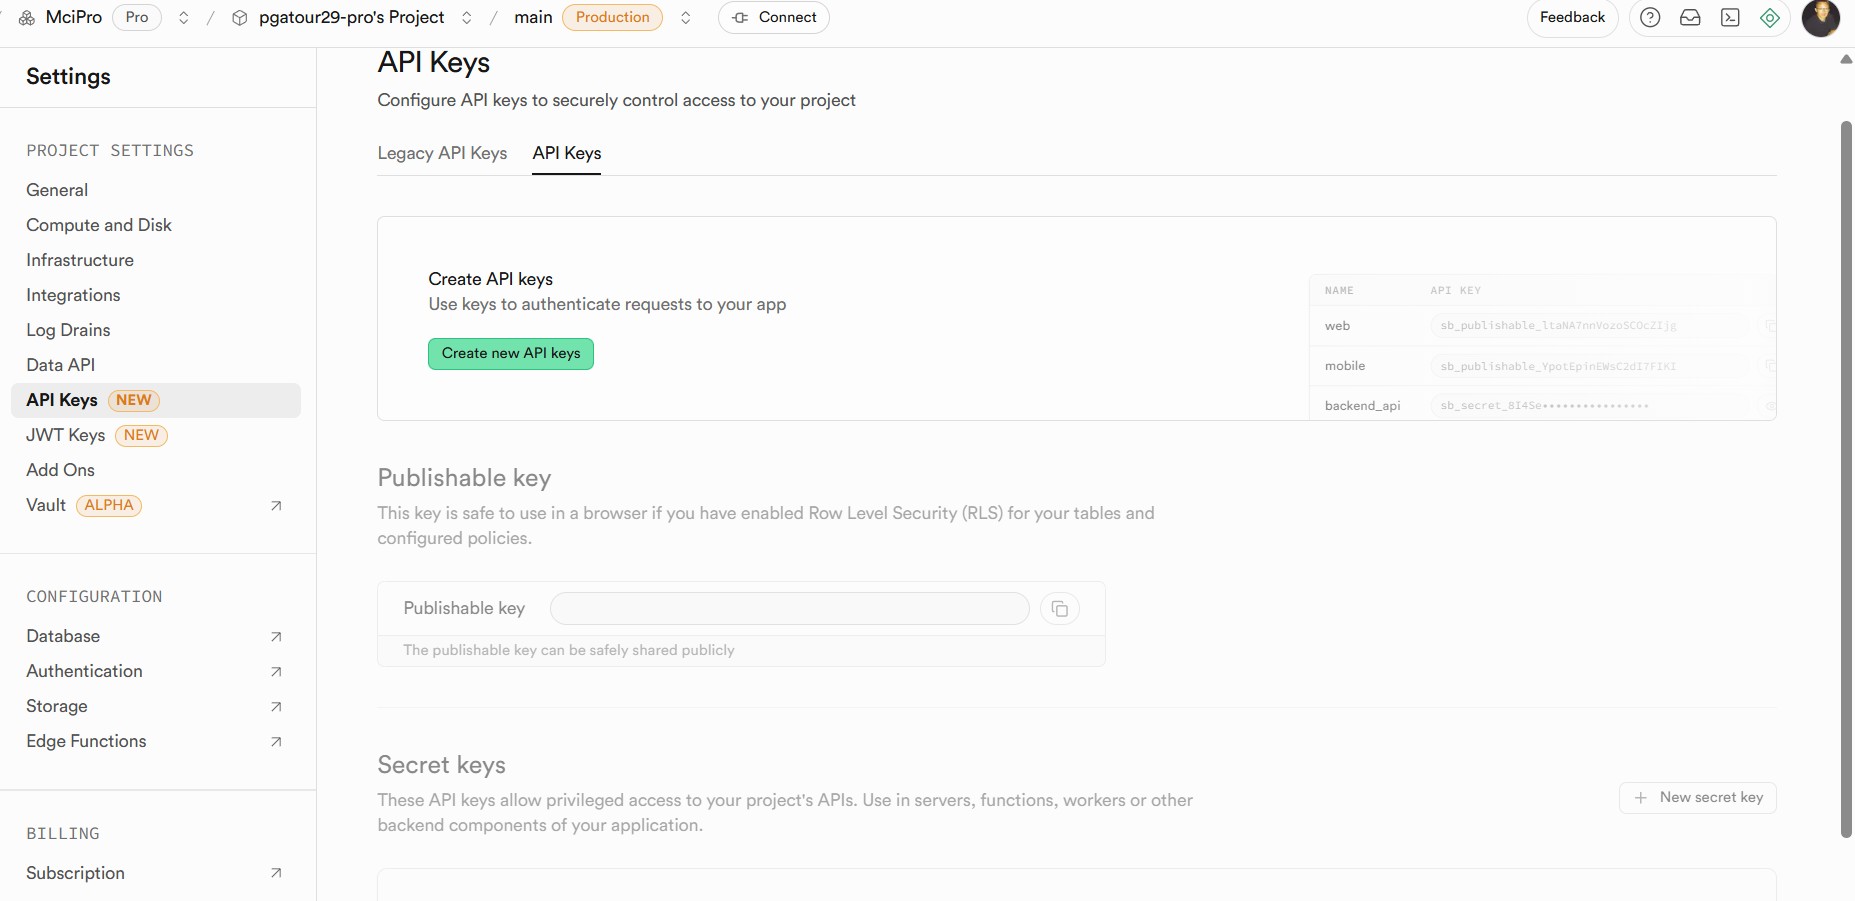 MciPro Pro / pgatour29-pro's Project / main Production Connect Feedback
Settings
PROJECT SETTINGS
General
Compute and Disk
Infrastructure
Integrations
Log Drains
Data API
API Keys NEW
JWT Keys NEW
Add Ons
Vault ALPHA
CONFIGURATION
Database
Authentication
Storage
Edge Functions
BILLING
Subscription
API Keys
Configure API keys to securely control access to your project
Legacy API Keys API Keys
Create API keys
Use keys to authenticate requests to your app
Create new API keys
NAME API KEY
web sb_publishable_ltaNA7nnVozoSCOcZIjg
mobile sb_publishable_YpotEpinEWsC2dI7FIKI
backend_api sb_secret_8I4Se••••••••••••••••
Publishable key
This key is safe to use in a browser if you have enabled Row Level Security (RLS) for your tables and
configured policies.
Publishable key
The publishable key can be safely shared publicly
Secret keys
These API keys allow privileged access to your project's APIs. Use in servers, functions, workers or other
backend components of your application.
+ New secret key